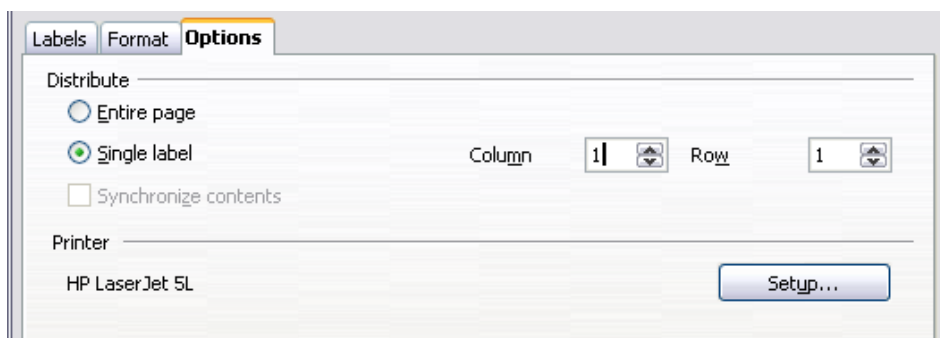 Labels Format Options
Distribute
Entire page
Single label Column 1 Row 1
Synchronize contents
Printer
HP LaserJet 5L Setup...